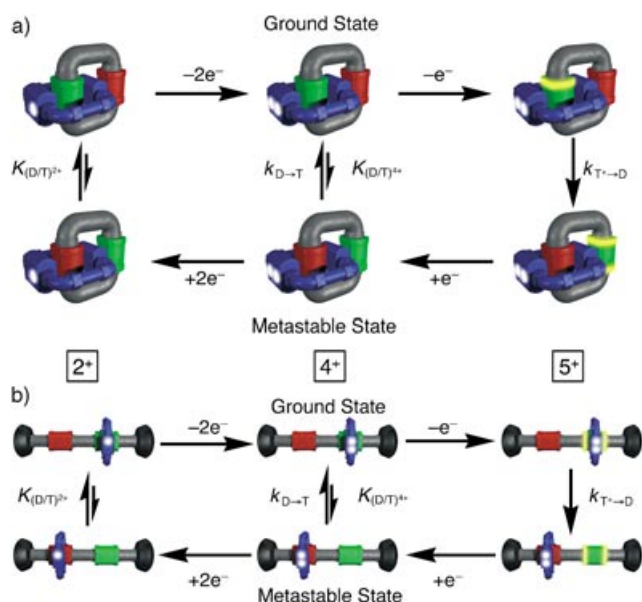 a)
Ground State
−2e⁻
−e⁻
K(D/T)²⁺
kD→T
K(D/T)⁴⁺
kT⁺→D
+2e⁻
+e⁻
Metastable State
2⁺
4⁺
5⁺
b)
Ground State
−2e⁻
−e⁻
K(D/T)²⁺
kD→T
K(D/T)⁴⁺
kT⁺→D
+2e⁻
+e⁻
Metastable State